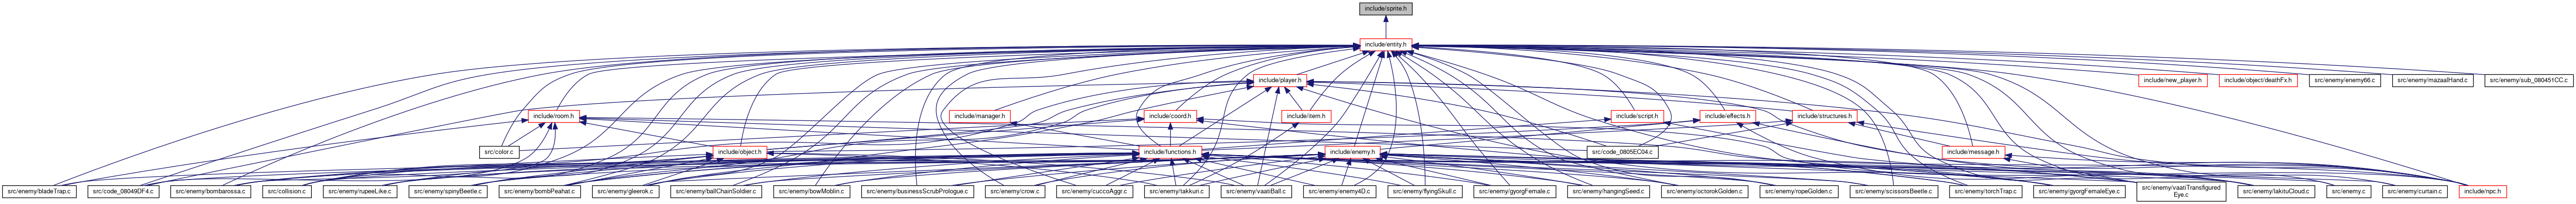 include/sprite.h
include/entity.h
include/player.h
include/new_player.h
include/object/deathFx.h
src/enemy/enemy66.c
src/enemy/mazaalHand.c
src/enemy/sub_080451CC.c
include/room.h
include/manager.h
include/coord.h
include/item.h
include/script.h
include/effects.h
include/structures.h
src/color.c
include/object.h
include/functions.h
include/enemy.h
src/code_0805EC04.c
include/message.h
src/enemy/bladeTrap.c
src/code_08049DF4.c
src/enemy/bombarossa.c
src/collision.c
src/enemy/rupeeLike.c
src/enemy/spinyBeetle.c
src/enemy/bombPeahat.c
src/enemy/gleerok.c
src/enemy/ballChainSoldier.c
src/enemy/bowMoblin.c
src/enemy/businessScrubPrologue.c
src/enemy/crow.c
src/enemy/cuccoAggr.c
src/enemy/takkuri.c
src/enemy/vaatiBall.c
src/enemy/enemy4D.c
src/enemy/flyingSkull.c
src/enemy/gyorgFemale.c
src/enemy/hangingSeed.c
src/enemy/octorokGolden.c
src/enemy/ropeGolden.c
src/enemy/scissorsBeetle.c
src/enemy/torchTrap.c
src/enemy/gyorgFemaleEye.c
src/enemy/vaatiTransfigured
Eye.c
src/enemy/lakituCloud.c
src/enemy.c
src/enemy/curtain.c
include/npc.h